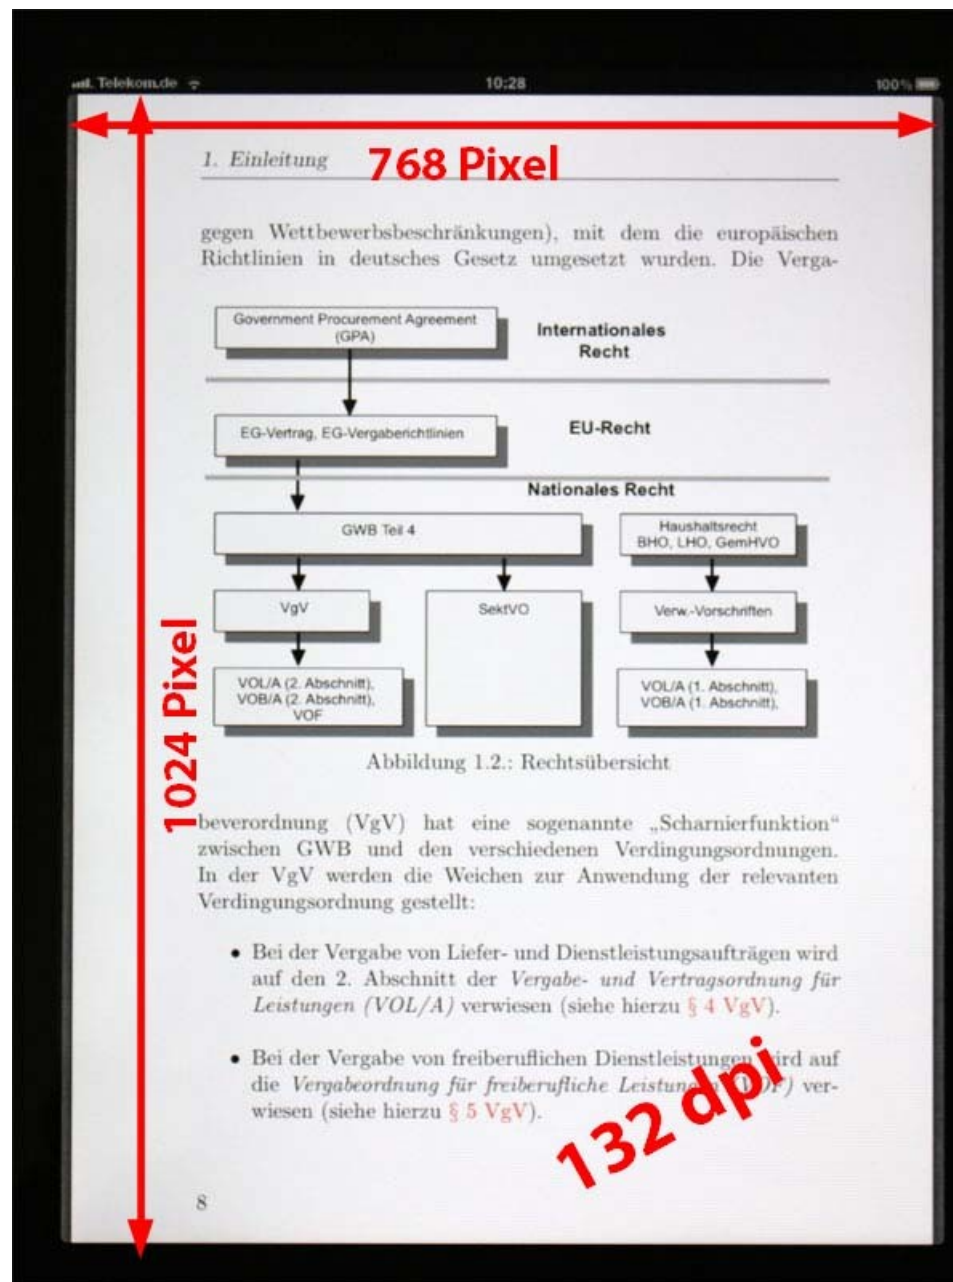 Telekom.de 10:28 100%
768 Pixel
1. Einleitung
gegen Wettbewerbsbeschränkungen), mit dem die europäischen
Richtlinien in deutsches Gesetz umgesetzt wurden. Die Verga-
Government Procurement Agreement
(GPA)
Internationales
Recht
EG-Vertrag, EG-Vergaberichtlinien
EU-Recht
Nationales Recht
GWB Teil 4
Haushaltsrecht
BHO, LHO, GemHVO
VgV
SektVO
Verw.-Vorschriften
VOL/A (2. Abschnitt),
VOB/A (2. Abschnitt),
VOF
VOL/A (1. Abschnitt),
VOB/A (1. Abschnitt),
1024 Pixel
Abbildung 1.2.: Rechtsübersicht
beverordnung (VgV) hat eine sogenannte „Scharnierfunktion“
zwischen GWB und den verschiedenen Verdingungsordnungen.
In der VgV werden die Weichen zur Anwendung der relevanten
Verdingungsordnung gestellt:
• Bei der Vergabe von Liefer- und Dienstleistungsaufträgen wird
auf den 2. Abschnitt der Vergabe- und Vertragsordnung für
Leistungen (VOL/A) verwiesen (siehe hierzu § 4 VgV).
• Bei der Vergabe von freiberuflichen Dienstleistungen wird auf
die Vergabeordnung für freiberufliche Leistungen (VOF) ver-
wiesen (siehe hierzu § 5 VgV).
132 dpi
8